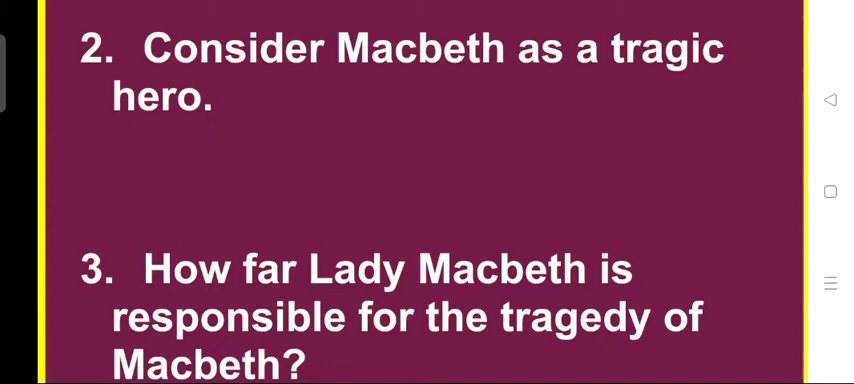 2. Consider Macbeth as a tragic
hero.
3. How far Lady Macbeth is
responsible for the tragedy of
Macbeth?